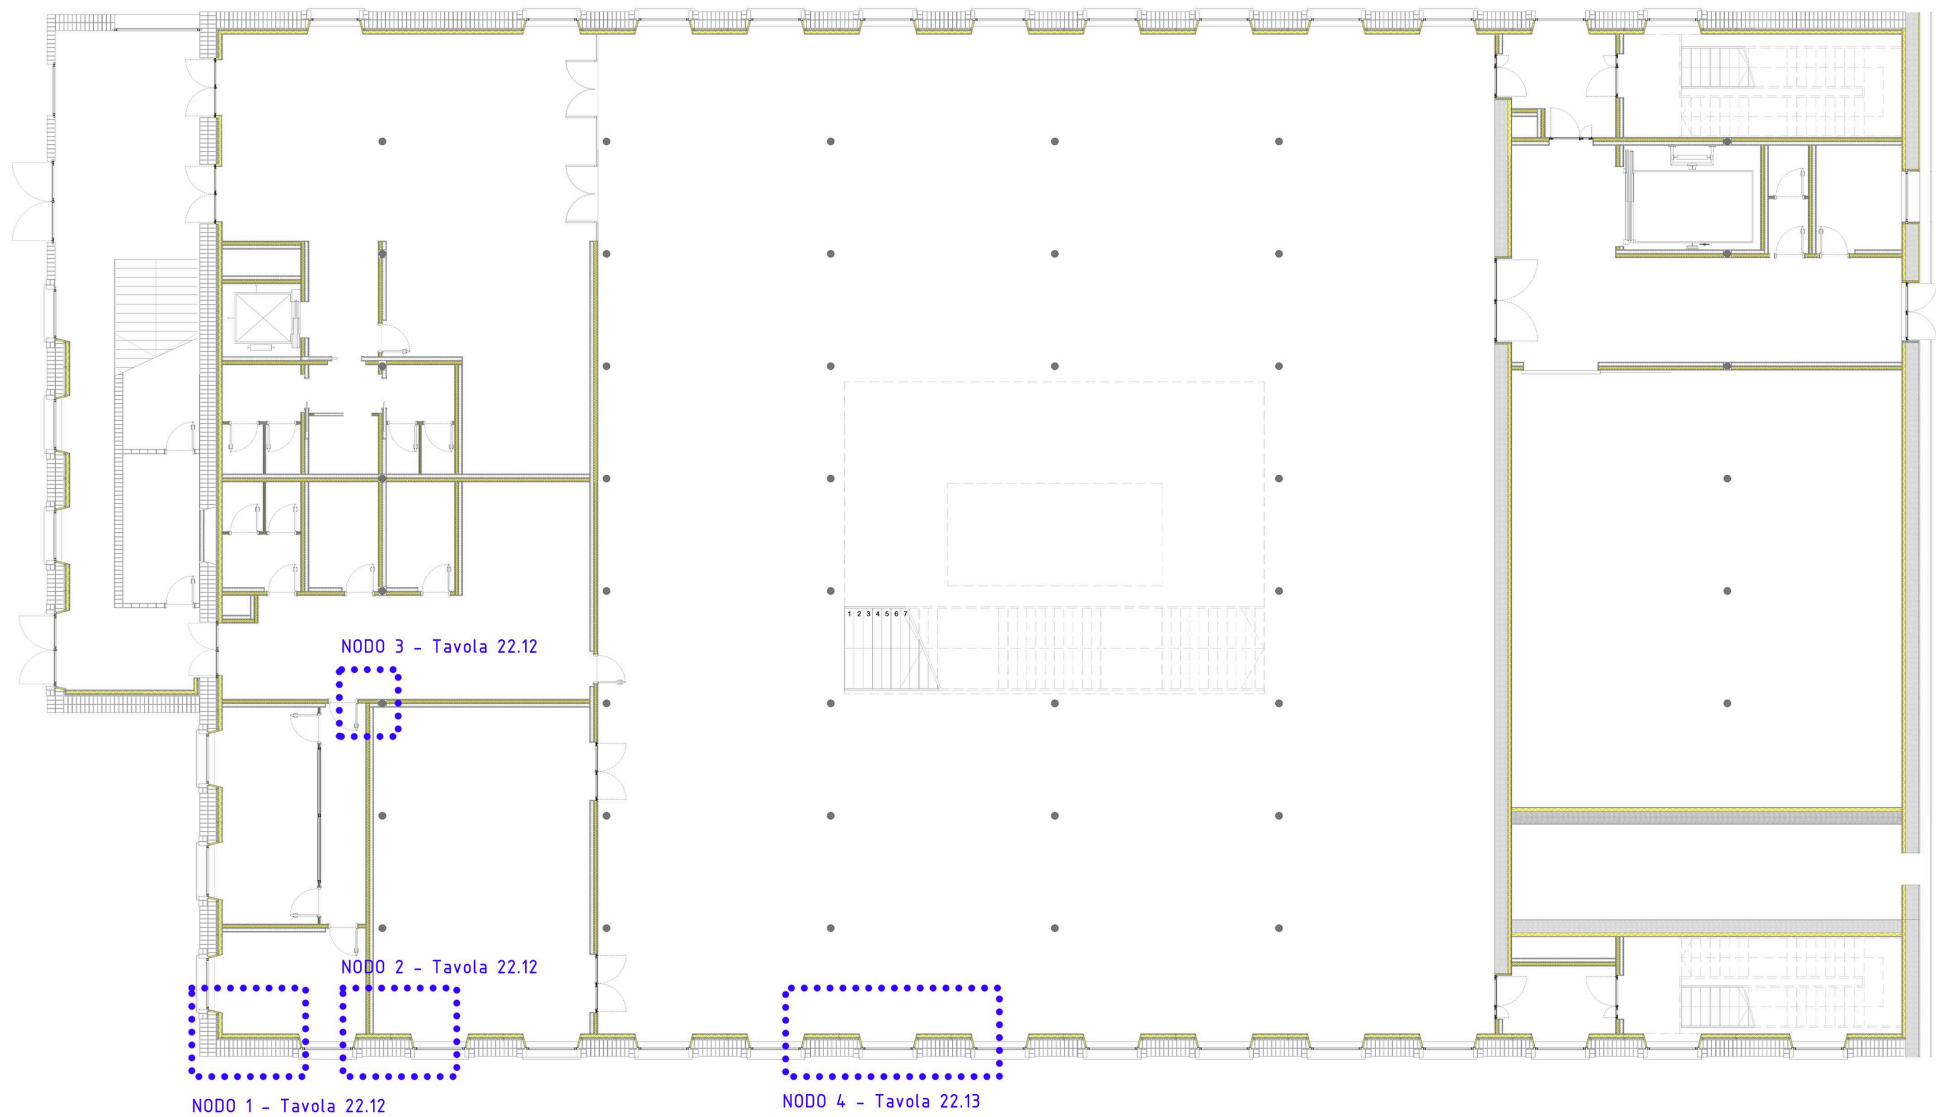 1 2 3 4 5 6 7
NODO 3 - Tavola 22.12
NODO 2 - Tavola 22.12
NODO 1 - Tavola 22.12
NODO 4 - Tavola 22.13